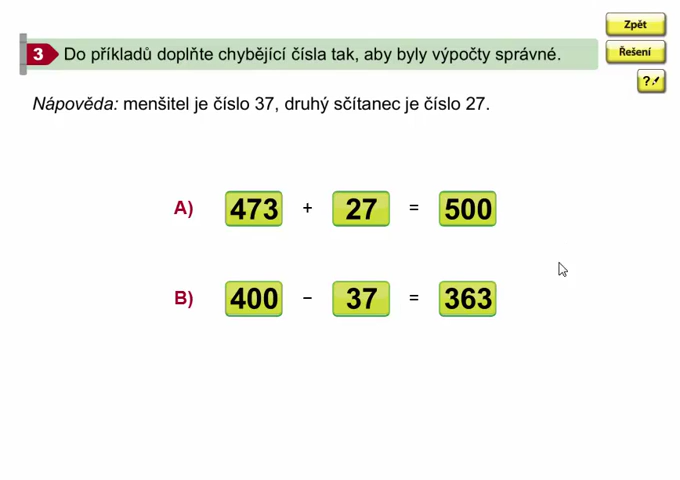 Zpět
3 Do příkladů doplňte chybějící čísla tak, aby byly výpočty správné.
Řešení
?✓
Nápověda: menšitel je číslo 37, druhý sčítanec je číslo 27.
A) 473 + 27 = 500
B) 400 − 37 = 363